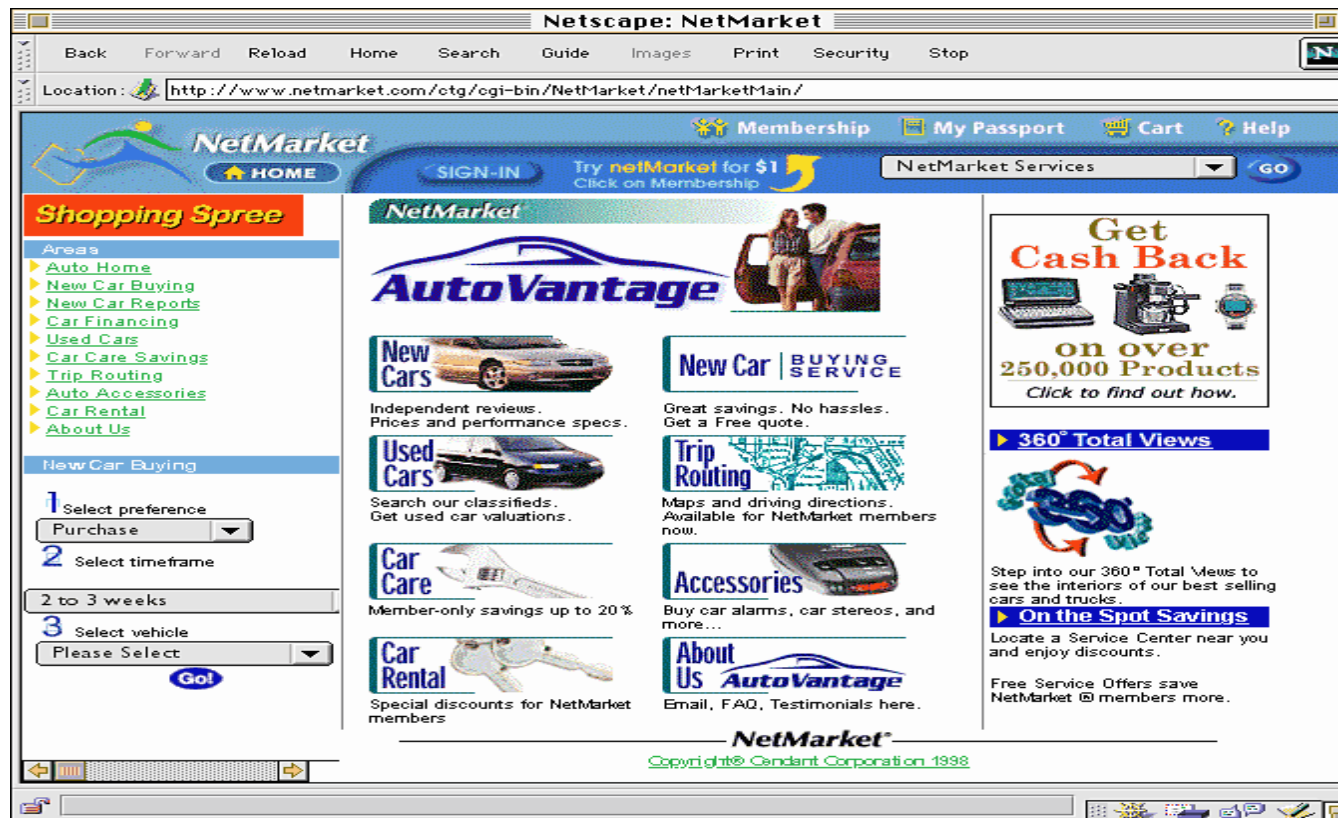 Netscape: NetMarket
Back Forward Reload Home Search Guide Images Print Security Stop
N
Location: http://www.netmarket.com/ctg/cgi-bin/NetMarket/netMarketMain/
NetMarket
Membership My Passport Cart ? Help
HOME
SIGN-IN
Try netMarket for $1
Click on Membership
NetMarket Services
GO
Shopping Spree
Areas
Auto Home
New Car Buying
New Car Reports
Car Financing
Used Cars
Car Care Savings
Trip Routing
Auto Accessories
Car Rental
About Us
New Car Buying
1 Select preference
Purchase
2 Select timeframe
2 to 3 weeks
3 Select vehicle
Please Select
Go!
NetMarket
AutoVantage
New
Cars
Independent reviews.
Prices and performance specs.
New Car | BUYING
SERVICE
Great savings. No hassles.
Get a Free quote.
Used
Cars
Search our classifieds.
Get used car valuations.
Trip
Routing
Maps and driving directions.
Available for NetMarket members
now.
Car
Care
Member-only savings up to 20%
Accessories
Buy car alarms, car stereos, and
more...
Car
Rental
Special discounts for NetMarket
members
About
Us AutoVantage
Email, FAQ, Testimonials here.
Get
Cash Back
on over
250,000 Products
Click to find out how.
360° Total Views
total
360
view
Step into our 360° Total Views to
see the interiors of our best selling
cars and trucks.
On the Spot Savings
Locate a Service Center near you
and enjoy discounts.
Free Service Offers save
NetMarket ® members more.
NetMarket®
Copyright® Cendant Corporation 1998